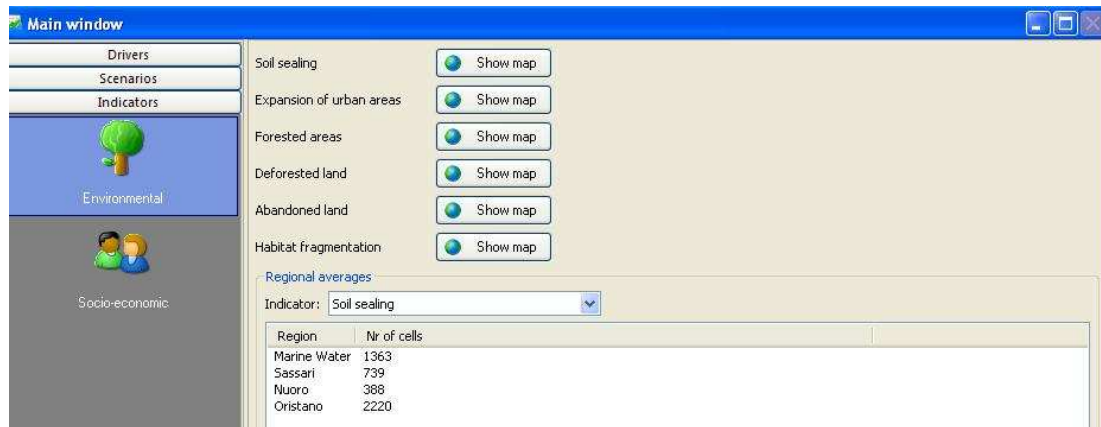 Main window
Drivers
Scenarios
Indicators
Environmental
Socio-economic
Soil sealing Show map
Expansion of urban areas Show map
Forested areas Show map
Deforested land Show map
Abandoned land Show map
Habitat fragmentation Show map
Regional averages
Indicator: Soil sealing
Region Nr of cells
Marine Water 1363
Sassari 739
Nuoro 388
Oristano 2220